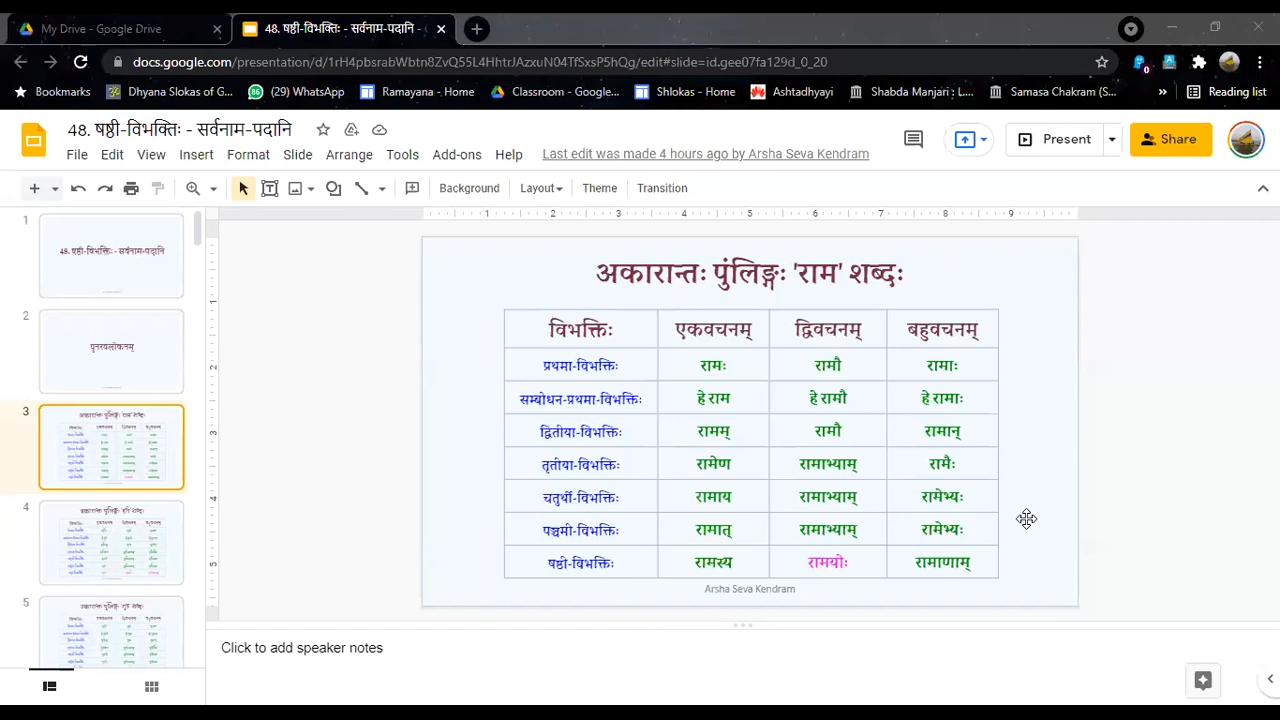 My Drive - Google Drive
48. षष्ठी-विभक्तिः - सर्वनाम-पदानि - 
docs.google.com/presentation/d/1rH4pbsrabWbtn8ZvQ55L4HhtrJAzxuN04TfSxsP5hQg/edit#slide=id.gee07fa129d_0_20
Bookmarks Dhyana Slokas of G... (29) WhatsApp Ramayana - Home Classroom - Google... Shlokas - Home Ashtadhyayi Shabda Manjari : L... Samasa Chakram (S... Reading list
48. षष्ठी-विभक्तिः - सर्वनाम-पदानि
File Edit View Insert Format Slide Arrange Tools Add-ons Help Last edit was made 4 hours ago by Arsha Seva Kendram Present Share
Background Layout Theme Transition
1
48. षष्ठी-विभक्तिः - सर्वनाम-पदानि
2
पुनरवलोकनम्
3
4
5
अकारान्तः पुंलिङ्गः 'राम' शब्दः
विभक्तिः एकवचनम् द्विवचनम् बहुवचनम्
प्रथमा-विभक्तिः रामः रामौ रामाः
सम्बोधन-प्रथमा-विभक्तिः हे राम हे रामौ हे रामाः
द्वितीया-विभक्तिः रामम् रामौ रामान्
तृतीया-विभक्तिः रामेण रामाभ्याम् रामैः
चतुर्थी-विभक्तिः रामाय रामाभ्याम् रामेभ्यः
पञ्चमी-विभक्तिः रामात् रामाभ्याम् रामेभ्यः
षष्ठी-विभक्तिः रामस्य रामयोः रामाणाम्
Arsha Seva Kendram
Click to add speaker notes